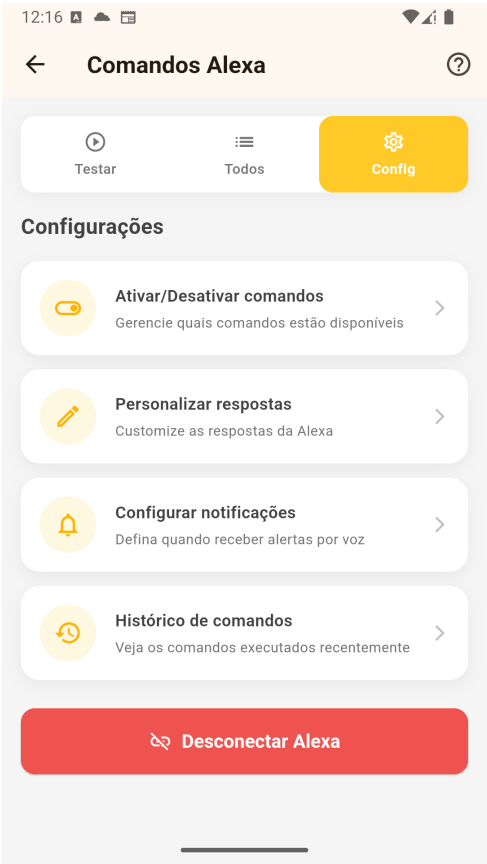 12:16
Comandos Alexa
Testar
Todos
Config
Configurações
Ativar/Desativar comandos
Gerencie quais comandos estão disponíveis
Personalizar respostas
Customize as respostas da Alexa
Configurar notificações
Defina quando receber alertas por voz
Histórico de comandos
Veja os comandos executados recentemente
Desconectar Alexa